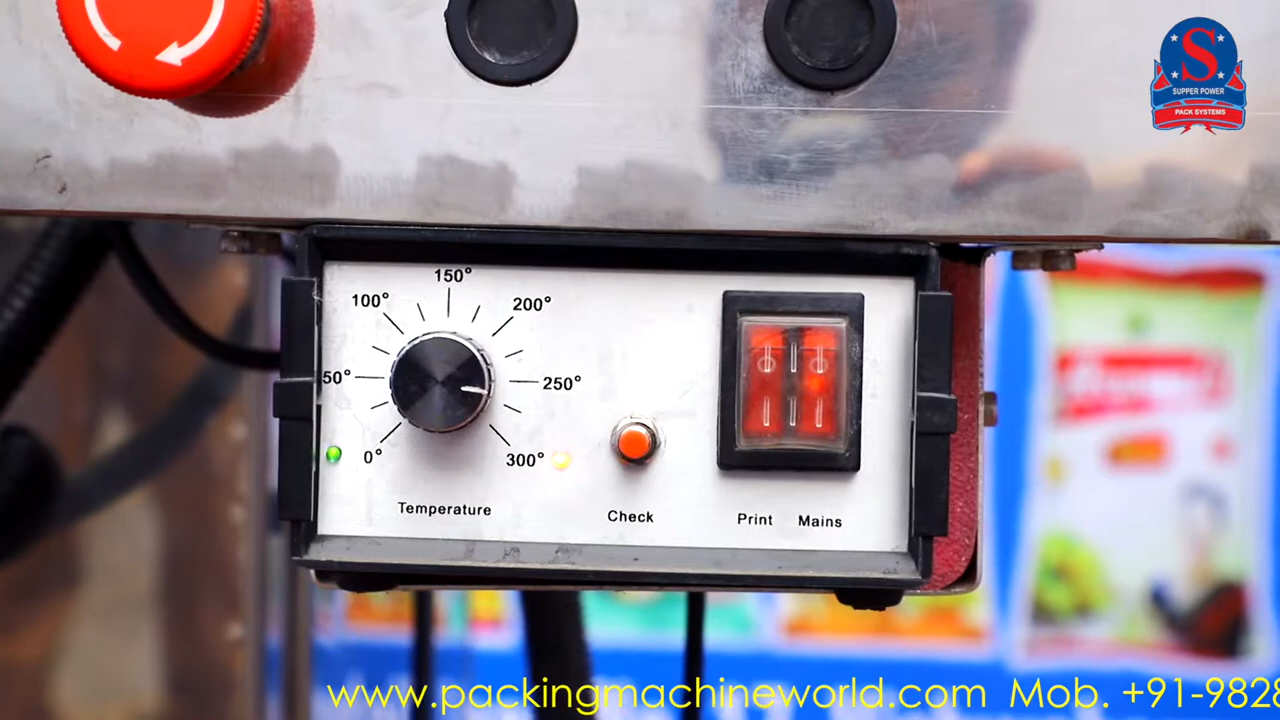 S
SUPPER POWER
PACK SYSTEMS
150°
100°
200°
50°
250°
0°
300°
Temperature
Check
Print Mains
www.packingmachineworld.com Mob. +91-9828